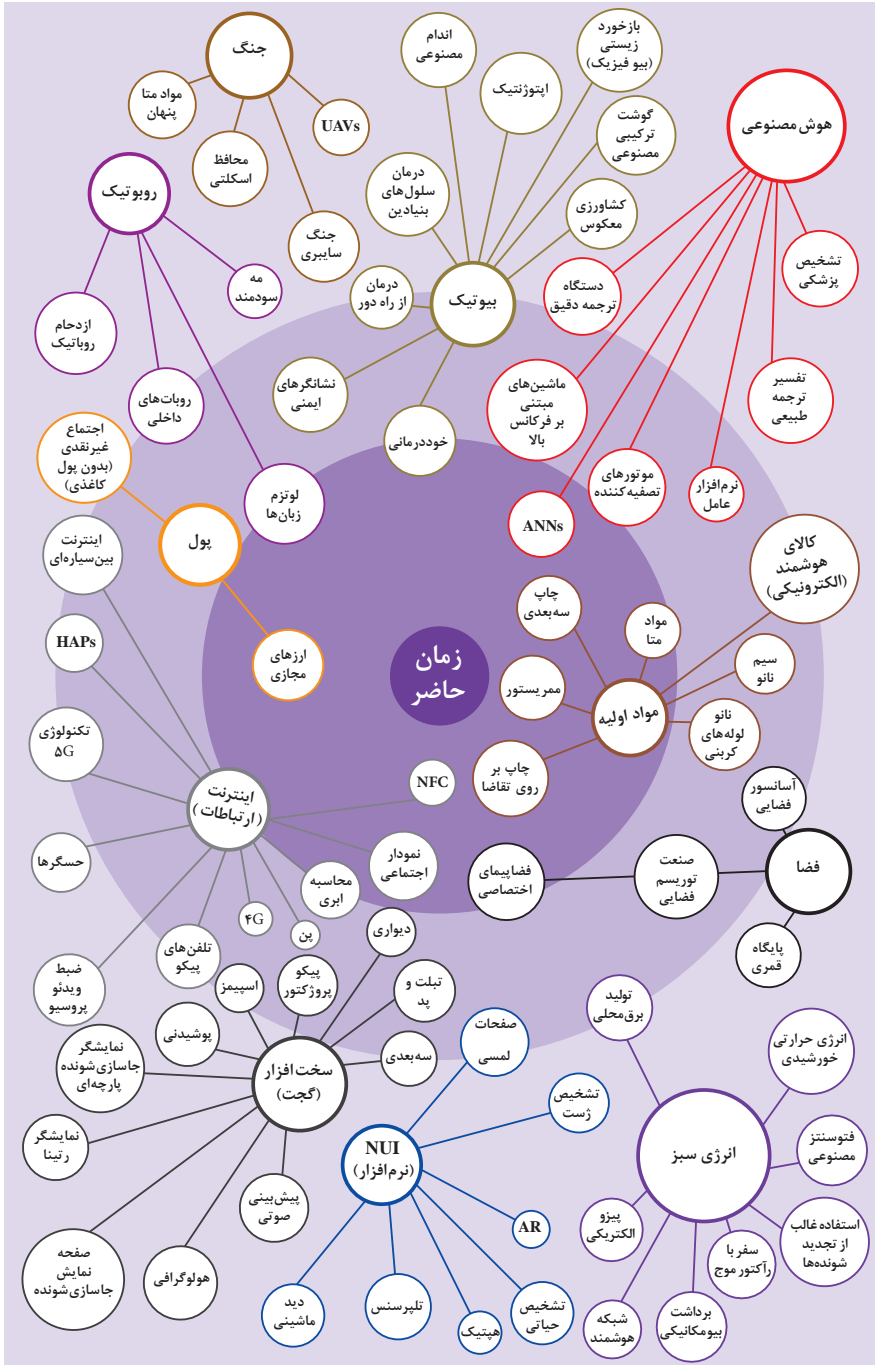 جنگ
مواد متا
پنهان
محافظ
اسکلتی
جنگ
سایبری
UAVs
روبوتیک
ازدحام
روباتیک
روبات‌های
داخلی
لوتزم
زبان‌ها
مه
سودمند
بیوتیک
اندام
مصنوعی
اپتوژنتیک
بازخورد
زیستی
(بیو فیزیک)
گوشت
ترکیبی
مصنوعی
کشاورزی
معکوس
درمان
سلول‌های
بنیادین
درمان
از راه دور
نشانگرهای
ایمنی
خوددرمانی
هوش مصنوعی
تشخیص
پزشکی
تفسیر
ترجمه
طبیعی
نرم‌افزار
عامل
موتورهای
تصفیه‌کننده
ANNs
ماشین‌های
مبتنی
بر فرکانس
بالا
دستگاه
ترجمه دقیق
پول
اجتماع
غیرنقدی
(بدون پول
کاغذی)
ارزهای
مجازی
زمان
حاضر
مواد اولیه
کالای
هوشمند
(الکترونیکی)
سیم
نانو
نانو
لوله‌های
کربنی
مواد
متا
چاپ
سه‌بعدی
ممریستور
چاپ بر
روی تقاضا
اینترنت
(ارتباطات)
اینترنت
بین‌سیاره‌ای
HAPs
تکنولوژی
۵G
حسگرها
ضبط
ویدئو
پروسیو
تلفن‌های
پیکو
۴G
پن
محاسبه
ابری
نمودار
اجتماعی
NFC
فضا
آسانسور
فضایی
صنعت
توریسم
فضایی
فضاپیمای
اختصاصی
پایگاه
قمری
سخت‌افزار
(گجت)
دیواری
تبلت و
پد
سه‌بعدی
پیکو
پروژکتور
اسپیمز
پوشیدنی
نمایشگر
جاسازی‌شونده
پارچه‌ای
نمایشگر
رتینا
صفحه
نمایش
جاسازی‌شونده
هولوگرافی
پیش‌بینی
صوتی
NUI
(نرم‌افزار)
صفحات
لمسی
تشخیص
ژست
AR
تشخیص
حیاتی
هپتیک
تلپرسنس
دید
ماشینی
انرژی سبز
تولید
برق‌محلی
انرژی حرارتی
خورشیدی
فتوسنتز
مصنوعی
استفاده غالب
از تجدید
شونده‌ها
سفر با
رآکتور موج
برداشت
بیومکانیکی
شبکه
هوشمند
پیزو
الکتریکی